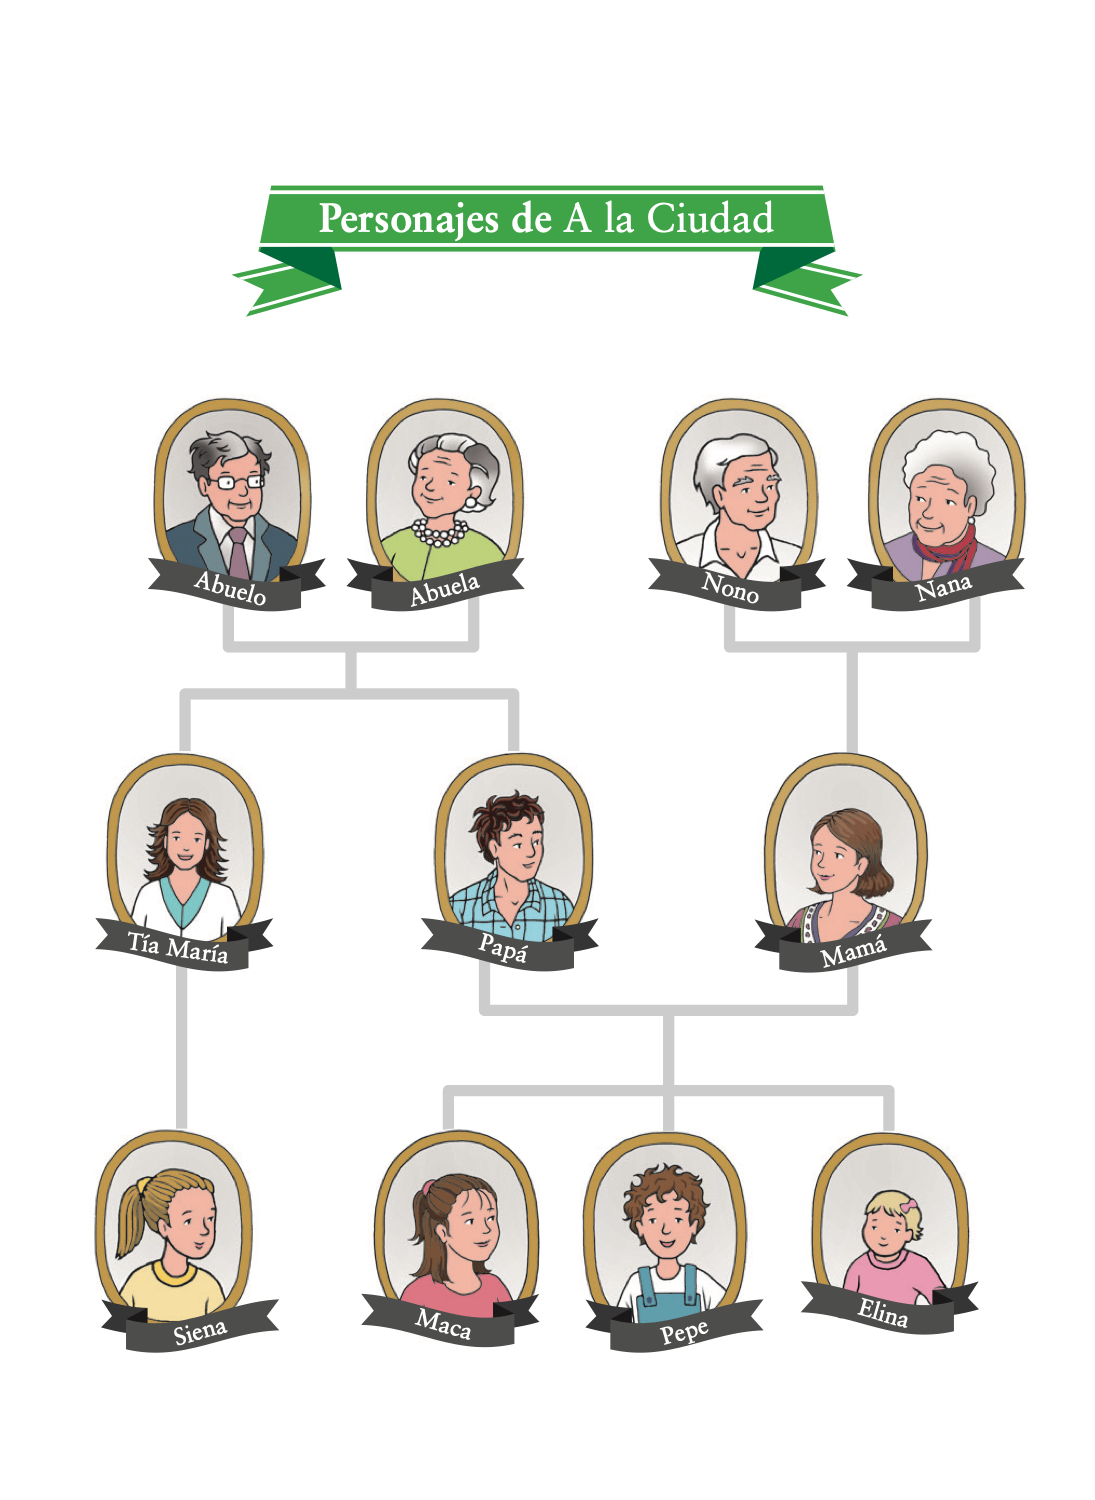 Personajes de A la Ciudad
Abuelo
Abuela
Nono
Nana
Tía María
Papá
Mamá
Siena
Maca
Pepe
Elina